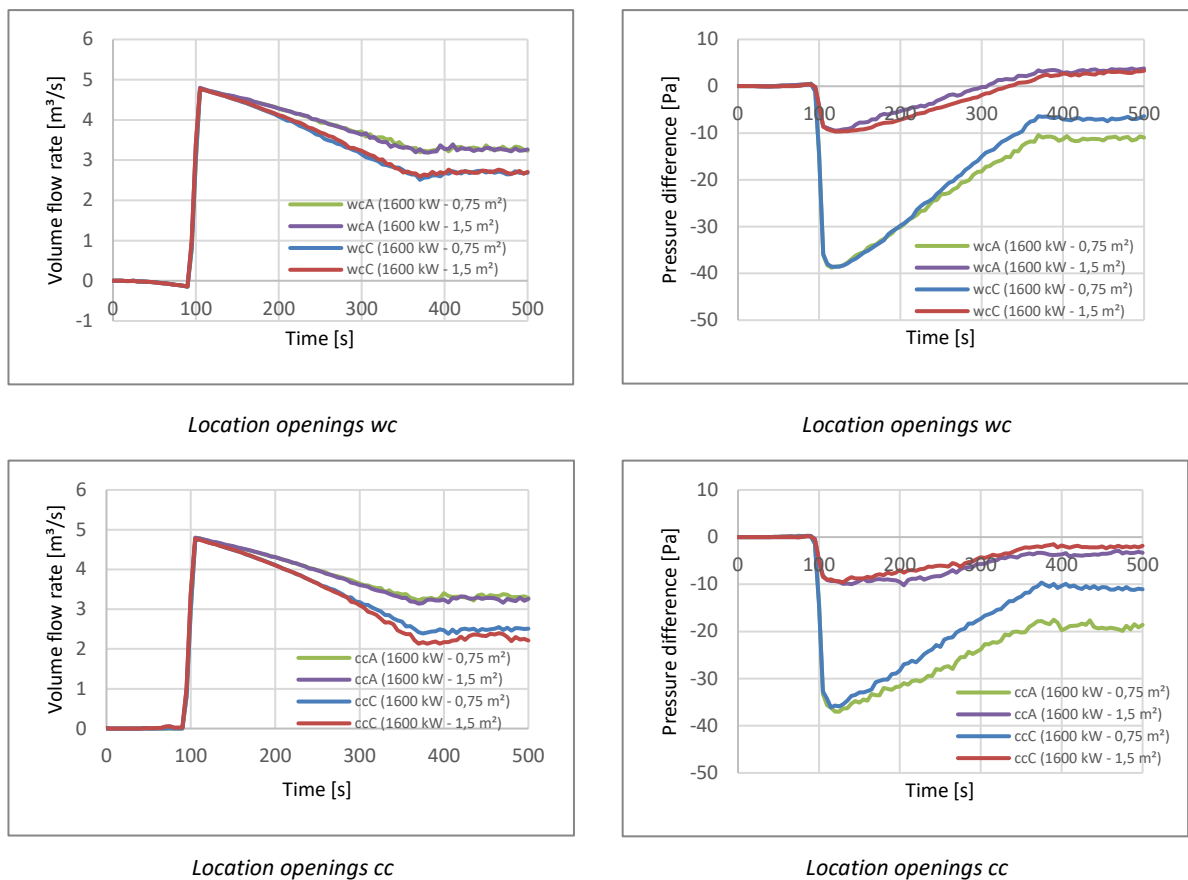 Volume flow rate [m³/s]
6
5
4
3
2
1
0
-1
0
100
200
300
400
500
wcA (1600 kW - 0,75 m²)
wcA (1600 kW - 1,5 m²)
wcC (1600 kW - 0,75 m²)
wcC (1600 kW - 1,5 m²)
Time [s]
Location openings wc
Pressure difference [Pa]
10
0
-10
-20
-30
-40
-50
0
100
200
300
400
500
wcA (1600 kW - 0,75 m²)
wcA (1600 kW - 1,5 m²)
wcC (1600 kW - 0,75 m²)
wcC (1600 kW - 1,5 m²)
Time [s]
Location openings wc
Volume flow rate [m³/s]
6
5
4
3
2
1
0
0
100
200
300
400
500
ccA (1600 kW - 0,75 m²)
ccA (1600 kW - 1,5 m²)
ccC (1600 kW - 0,75 m²)
ccC (1600 kW - 1,5 m²)
Time [s]
Location openings cc
Pressure difference [Pa]
10
0
-10
-20
-30
-40
-50
0
100
200
300
400
500
ccA (1600 kW - 0,75 m²)
ccA (1600 kW - 1,5 m²)
ccC (1600 kW - 0,75 m²)
ccC (1600 kW - 1,5 m²)
Time [s]
Location openings cc